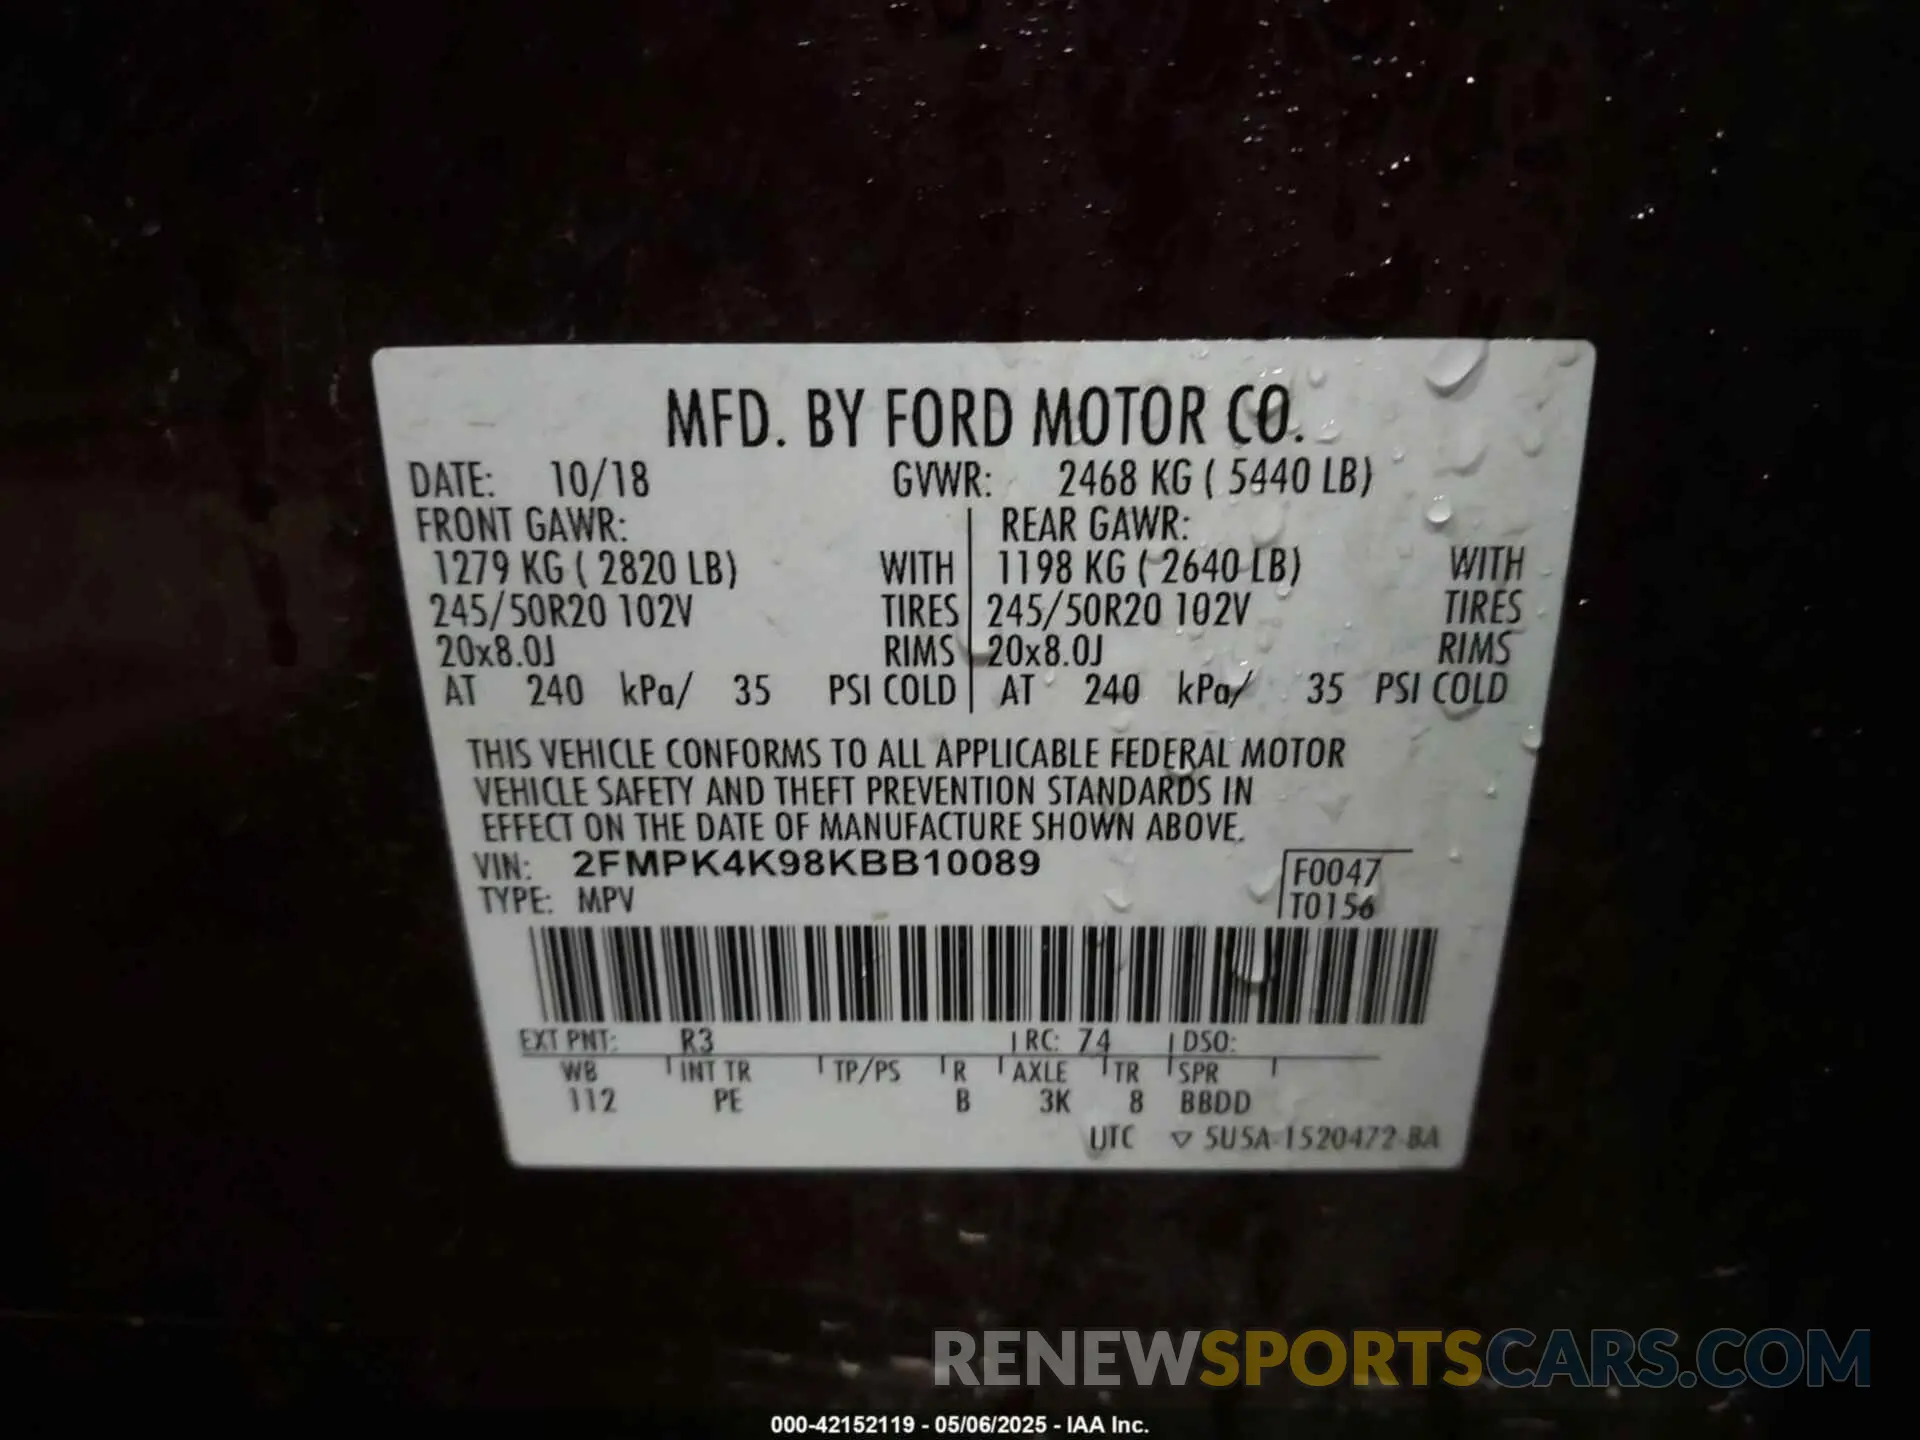 MFD. BY FORD MOTOR CO.
DATE: 10/18 GVWR: 2468 KG ( 5440 LB)
FRONT GAWR: REAR GAWR:
1279 KG ( 2820 LB) WITH 1198 KG ( 2640 LB) WITH
245/50R20 102V TIRES 245/50R20 102V TIRES
20x8.0J RIMS 20x8.0J RIMS
AT 240 kPa/ 35 PSI COLD AT 240 kPa/ 35 PSI COLD
THIS VEHICLE CONFORMS TO ALL APPLICABLE FEDERAL MOTOR
VEHICLE SAFETY AND THEFT PREVENTION STANDARDS IN
EFFECT ON THE DATE OF MANUFACTURE SHOWN ABOVE.
VIN: 2FMPK4K98KBB10089 F0047
TYPE: MPV T0156
EXT PNT: R3 RC: 74 DSO:
WB INT TR TP/PS R AXLE TR SPR
112 PE B 3K 8 BBDD
UTC ▽ 5U5A-1520472-BA
RENEWSPORTSCARS.COM
000-42152119 - 05/06/2025 - IAA Inc.